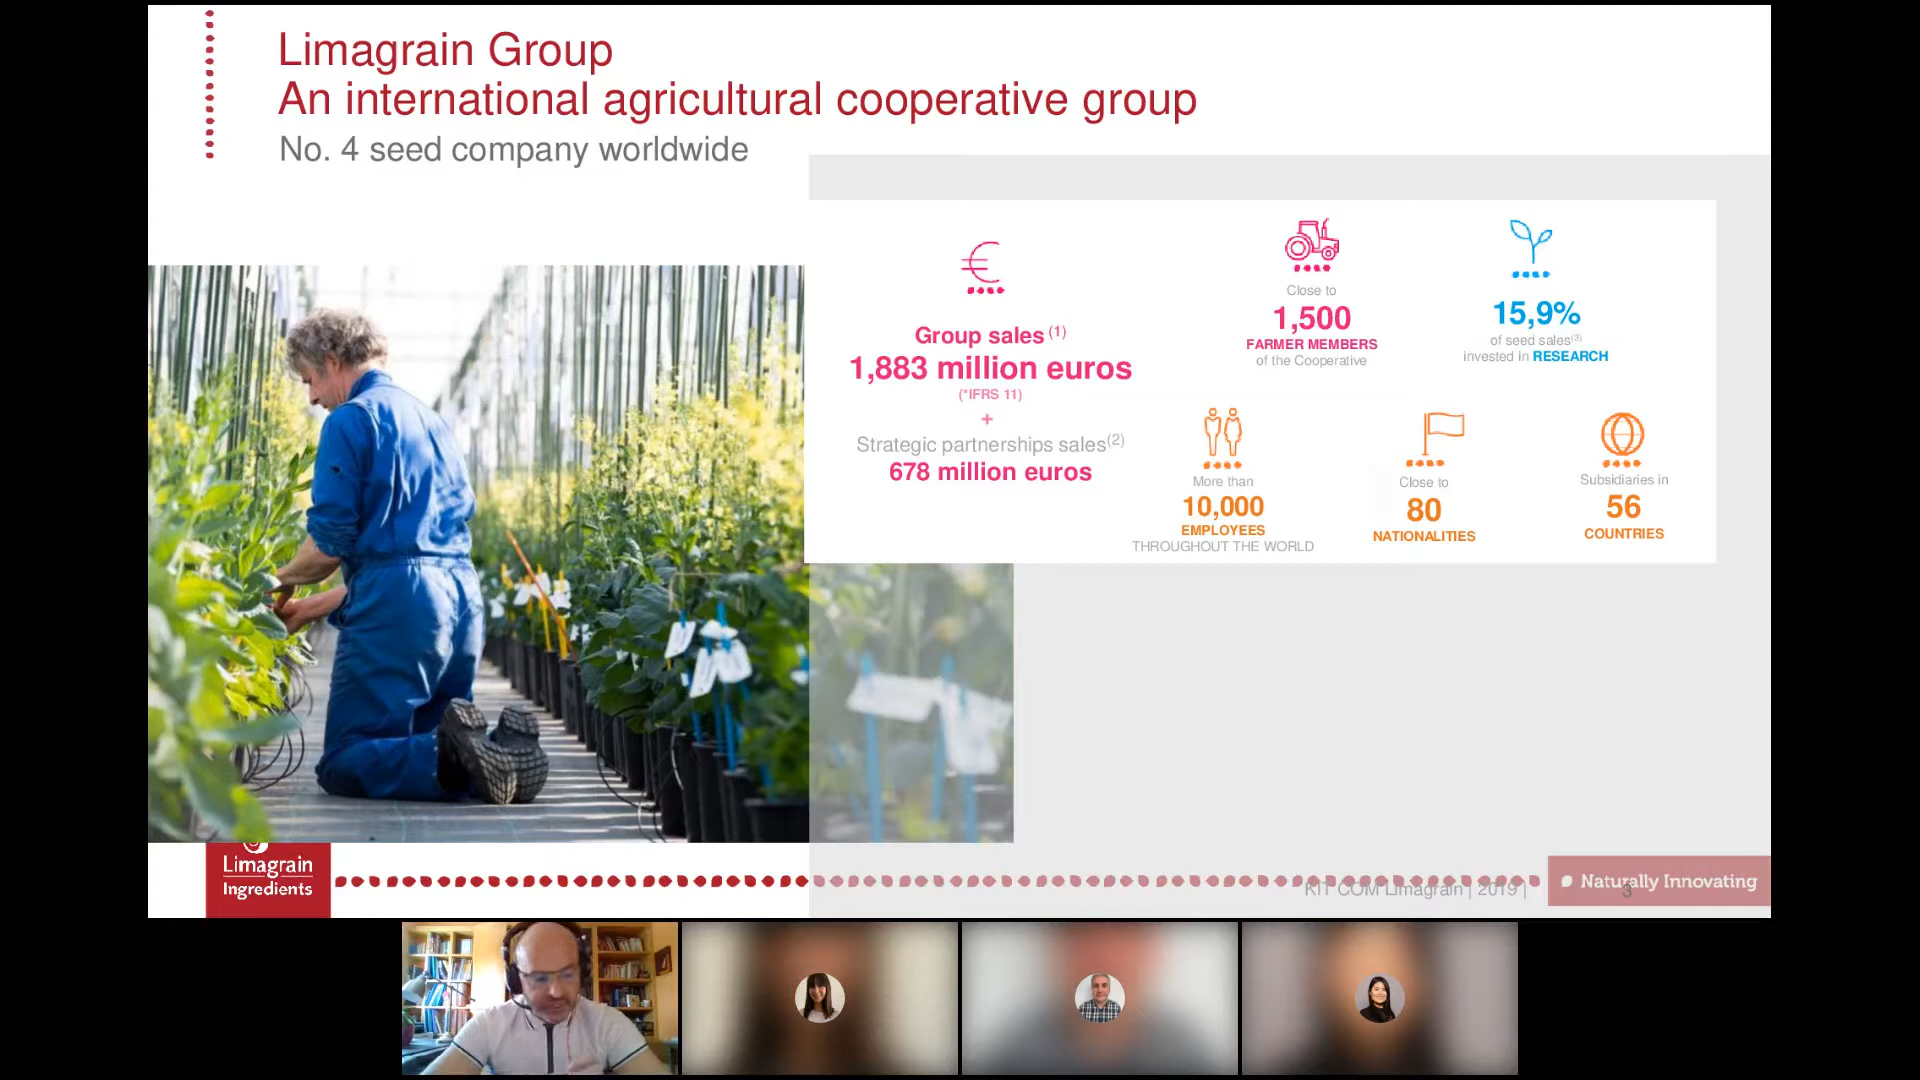 Limagrain Group
An international agricultural cooperative group
No. 4 seed company worldwide
Group sales (1)
1,883 million euros
(*IFRS 11)
+
Strategic partnerships sales(2)
678 million euros
Close to
1,500
FARMER MEMBERS
of the Cooperative
15,9%
of seed sales(3)
invested in RESEARCH
More than
10,000
EMPLOYEES
THROUGHOUT THE WORLD
Close to
80
NATIONALITIES
Subsidiaries in
56
COUNTRIES
Limagrain
Ingredients
KIT COM Limagrain | 2019 |
3
Naturally Innovating